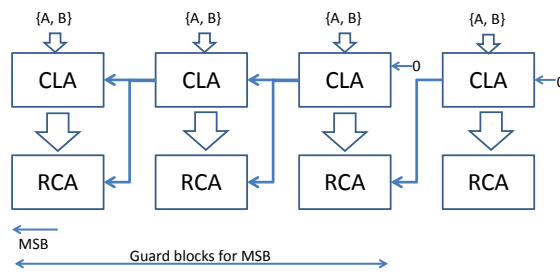 {A, B} {A, B} {A, B} {A, B}
CLA CLA CLA 0 CLA 0
RCA RCA RCA RCA
MSB
Guard blocks for MSB